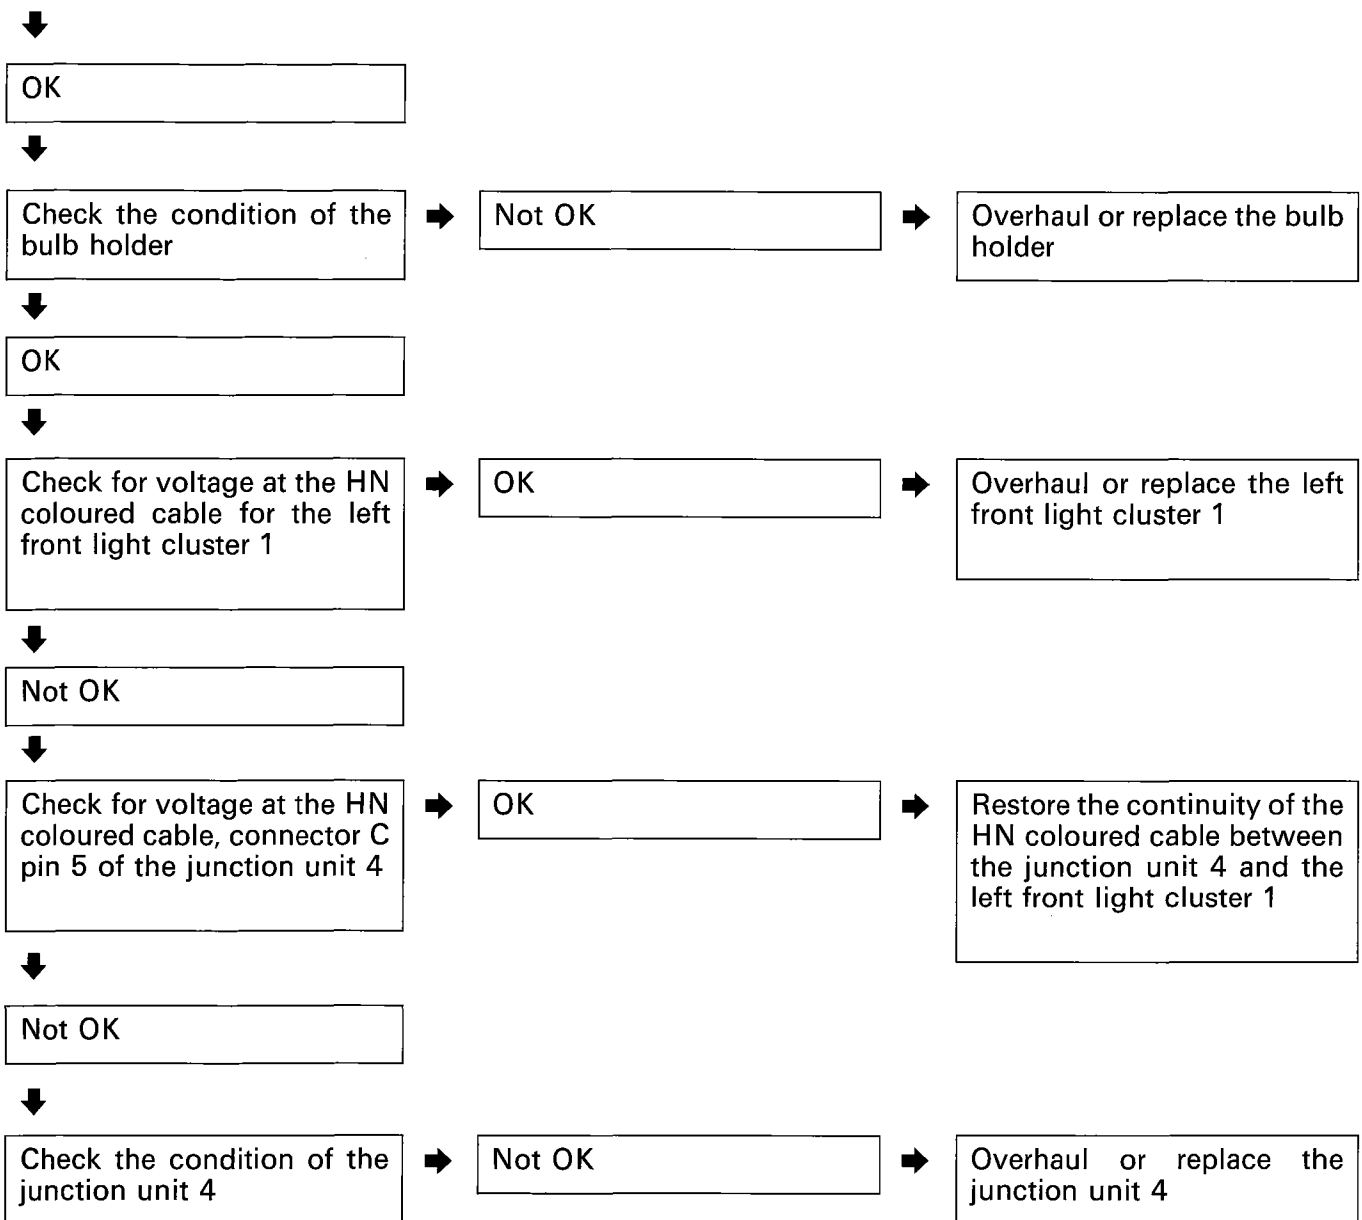 OK
Check the condition of the
bulb holder
Not OK
Overhaul or replace the bulb
holder
OK
Check for voltage at the HN
coloured cable for the left
front light cluster 1
OK
Overhaul or replace the left
front light cluster 1
Not OK
Check for voltage at the HN
coloured cable, connector C
pin 5 of the junction unit 4
OK
Restore the continuity of the
HN coloured cable between
the junction unit 4 and the
left front light cluster 1
Not OK
Check the condition of the
junction unit 4
Not OK
Overhaul or replace the
junction unit 4